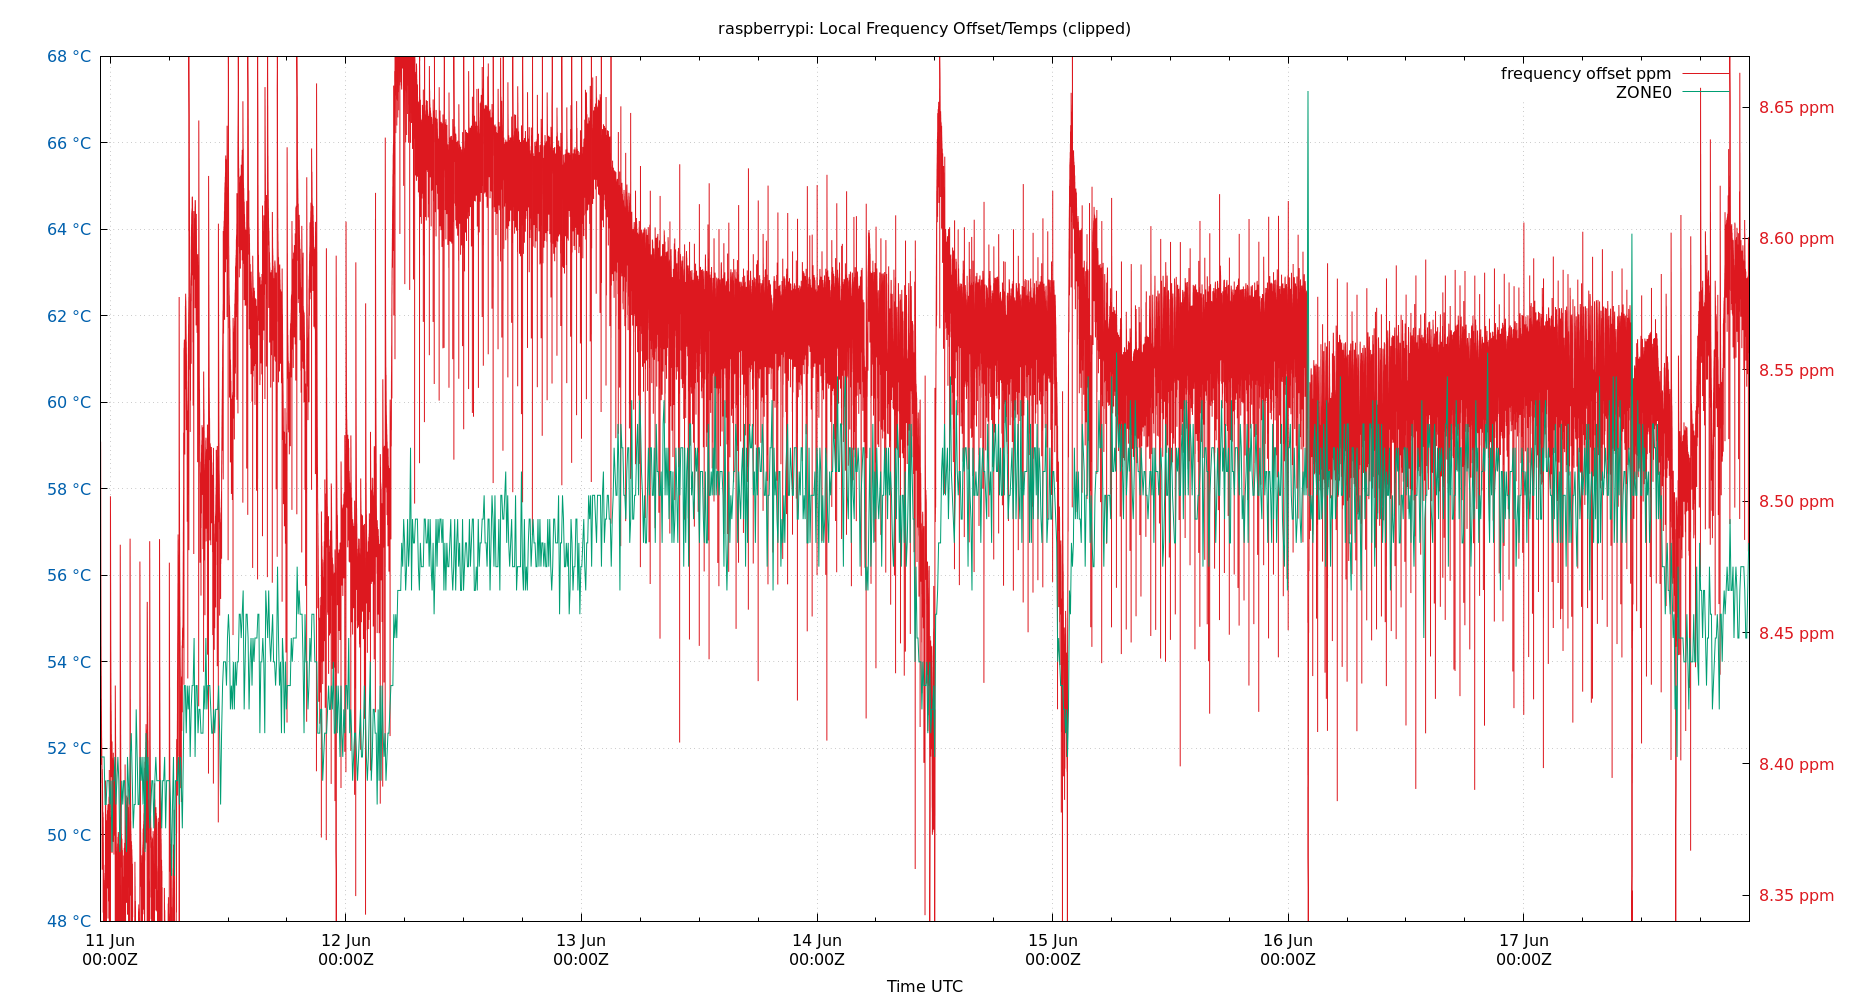 raspberrypi: Local Frequency Offset/Temps (clipped)
frequency offset ppm
ZONE0
68 °C
66 °C
64 °C
62 °C
60 °C
58 °C
56 °C
54 °C
52 °C
50 °C
48 °C
8.65 ppm
8.60 ppm
8.55 ppm
8.50 ppm
8.45 ppm
8.40 ppm
8.35 ppm
11 Jun
00:00Z
12 Jun
00:00Z
13 Jun
00:00Z
14 Jun
00:00Z
15 Jun
00:00Z
16 Jun
00:00Z
17 Jun
00:00Z
Time UTC